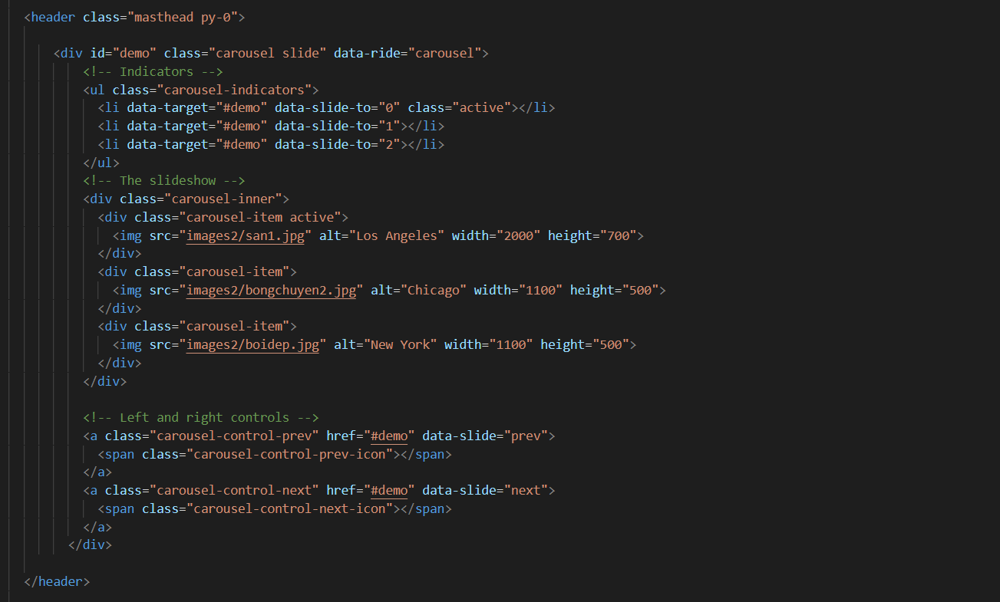 <header class="masthead py-0">
<div id="demo" class="carousel slide" data-ride="carousel">
<!-- Indicators -->
<ul class="carousel-indicators">
<li data-target="#demo" data-slide-to="0" class="active"></li>
<li data-target="#demo" data-slide-to="1"></li>
<li data-target="#demo" data-slide-to="2"></li>
</ul>
<!-- The slideshow -->
<div class="carousel-inner">
<div class="carousel-item active">
<img src="images2/san1.jpg" alt="Los Angeles" width="2000" height="700">
</div>
<div class="carousel-item">
<img src="images2/bongchuyen2.jpg" alt="Chicago" width="1100" height="500">
</div>
<div class="carousel-item">
<img src="images2/boidep.jpg" alt="New York" width="1100" height="500">
</div>
</div>
<!-- Left and right controls -->
<a class="carousel-control-prev" href="#demo" data-slide="prev">
<span class="carousel-control-prev-icon"></span>
</a>
<a class="carousel-control-next" href="#demo" data-slide="next">
<span class="carousel-control-next-icon"></span>
</a>
</div>
</header>